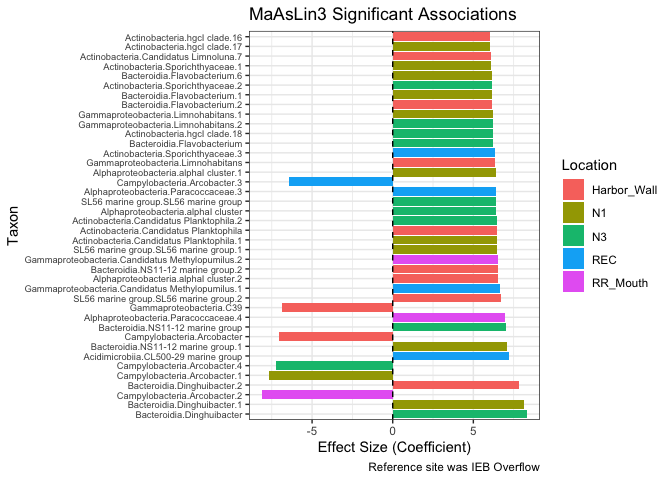 MaAsLin3 Significant Associations
Taxon
Actinobacteria.hgcI clade.16
Actinobacteria.hgcI clade.17
Actinobacteria.Candidatus Limnoluna.7
Actinobacteria.Sporichthyaceae.1
Bacteroidia.Flavobacterium.6
Actinobacteria.Sporichthyaceae.2
Bacteroidia.Flavobacterium.1
Bacteroidia.Flavobacterium.2
Gammaproteobacteria.Limnohabitans.1
Gammaproteobacteria.Limnohabitans.2
Actinobacteria.hgcI clade.18
Bacteroidia.Flavobacterium
Actinobacteria.Sporichthyaceae.3
Gammaproteobacteria.Limnohabitans
Alphaproteobacteria.alphaI cluster.1
Campylobacteria.Arcobacter.3
Alphaproteobacteria.Paracoccaceae.3
SL56 marine group.SL56 marine group
Alphaproteobacteria.alphaI cluster
Actinobacteria.Candidatus Planktophila.2
Actinobacteria.Candidatus Planktophila
Actinobacteria.Candidatus Planktophila.1
SL56 marine group.SL56 marine group.1
Gammaproteobacteria.Candidatus Methylopumilus.2
Bacteroidia.NS11-12 marine group.2
Alphaproteobacteria.alphaI cluster.2
Gammaproteobacteria.Candidatus Methylopumilus.1
SL56 marine group.SL56 marine group.2
Gammaproteobacteria.C39
Alphaproteobacteria.Paracoccaceae.4
Bacteroidia.NS11-12 marine group
Campylobacteria.Arcobacter
Bacteroidia.NS11-12 marine group.1
Acidimicrobiia.CL500-29 marine group
Campylobacteria.Arcobacter.4
Campylobacteria.Arcobacter.1
Bacteroidia.Dinghuibacter.2
Campylobacteria.Arcobacter.2
Bacteroidia.Dinghuibacter.1
Bacteroidia.Dinghuibacter
-5 0 5
Effect Size (Coefficient)
Reference site was IEB Overflow
Location
Harbor_Wall
N1
N3
REC
RR_Mouth